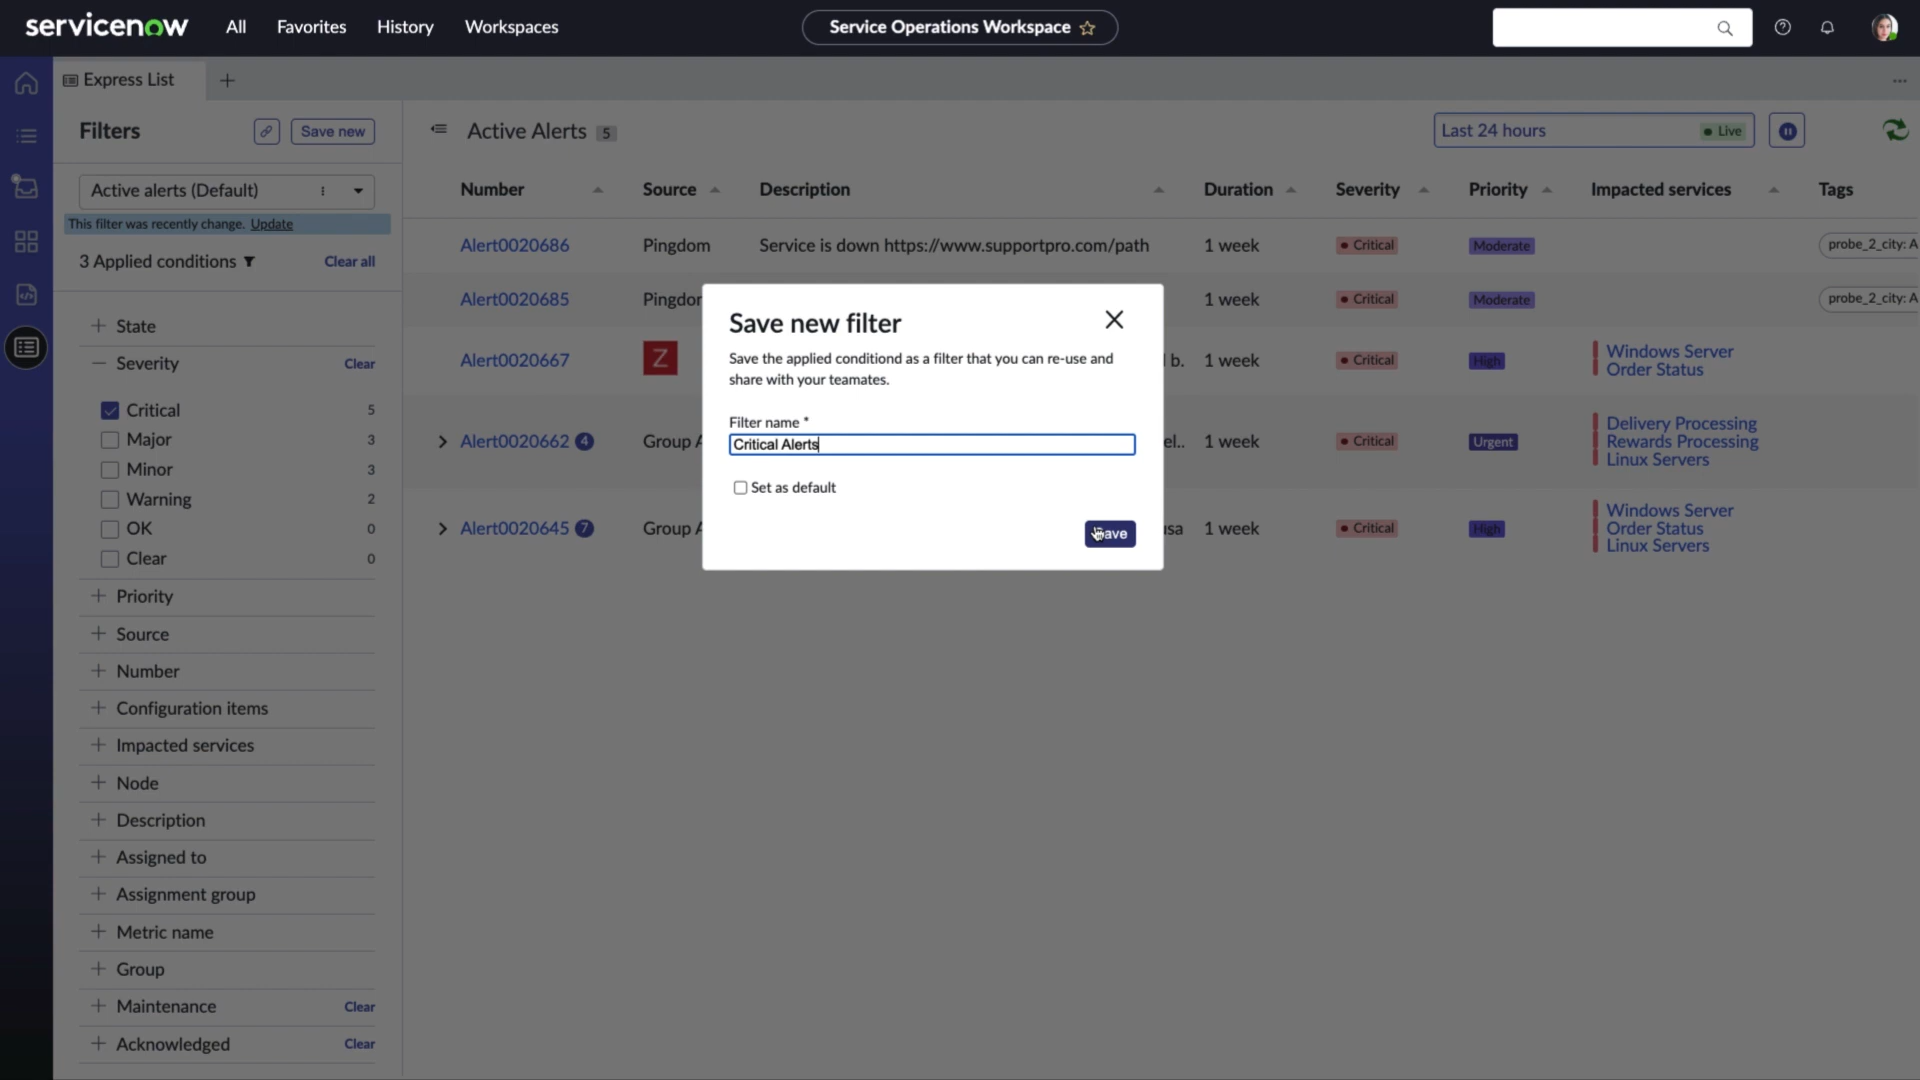 servicenow All Favorites History Workspaces Service Operations Workspace
Express List
Filters Save new
Active alerts (Default)
This filter was recently change. Update
3 Applied conditions Clear all
State
Severity Clear
Critical 5
Major 3
Minor 3
Warning 2
OK 0
Clear 0
Priority
Source
Number
Configuration items
Impacted services
Node
Description
Assigned to
Assignment group
Metric name
Group
Maintenance Clear
Acknowledged Clear
Active Alerts 5 Last 24 hours Live
Number Source Description Duration Severity Priority Impacted services Tags
Alert0020686 Pingdom Service is down https://www.supportpro.com/path 1 week Critical Moderate probe_2_city: A
Alert0020685 1 week Critical Moderate probe_2_city: A
Alert0020667 Z b. 1 week Critical High Windows Server
Order Status
Alert0020662 4 Group A el.. 1 week Critical Urgent Delivery Processing
Rewards Processing
Linux Servers
Alert0020645 7 Group A usa 1 week Critical High Windows Server
Order Status
Linux Servers
Save new filter
Save the applied conditiond as a filter that you can re-use and
share with your teamates.
Filter name *
Critical Alerts
Set as default
Save